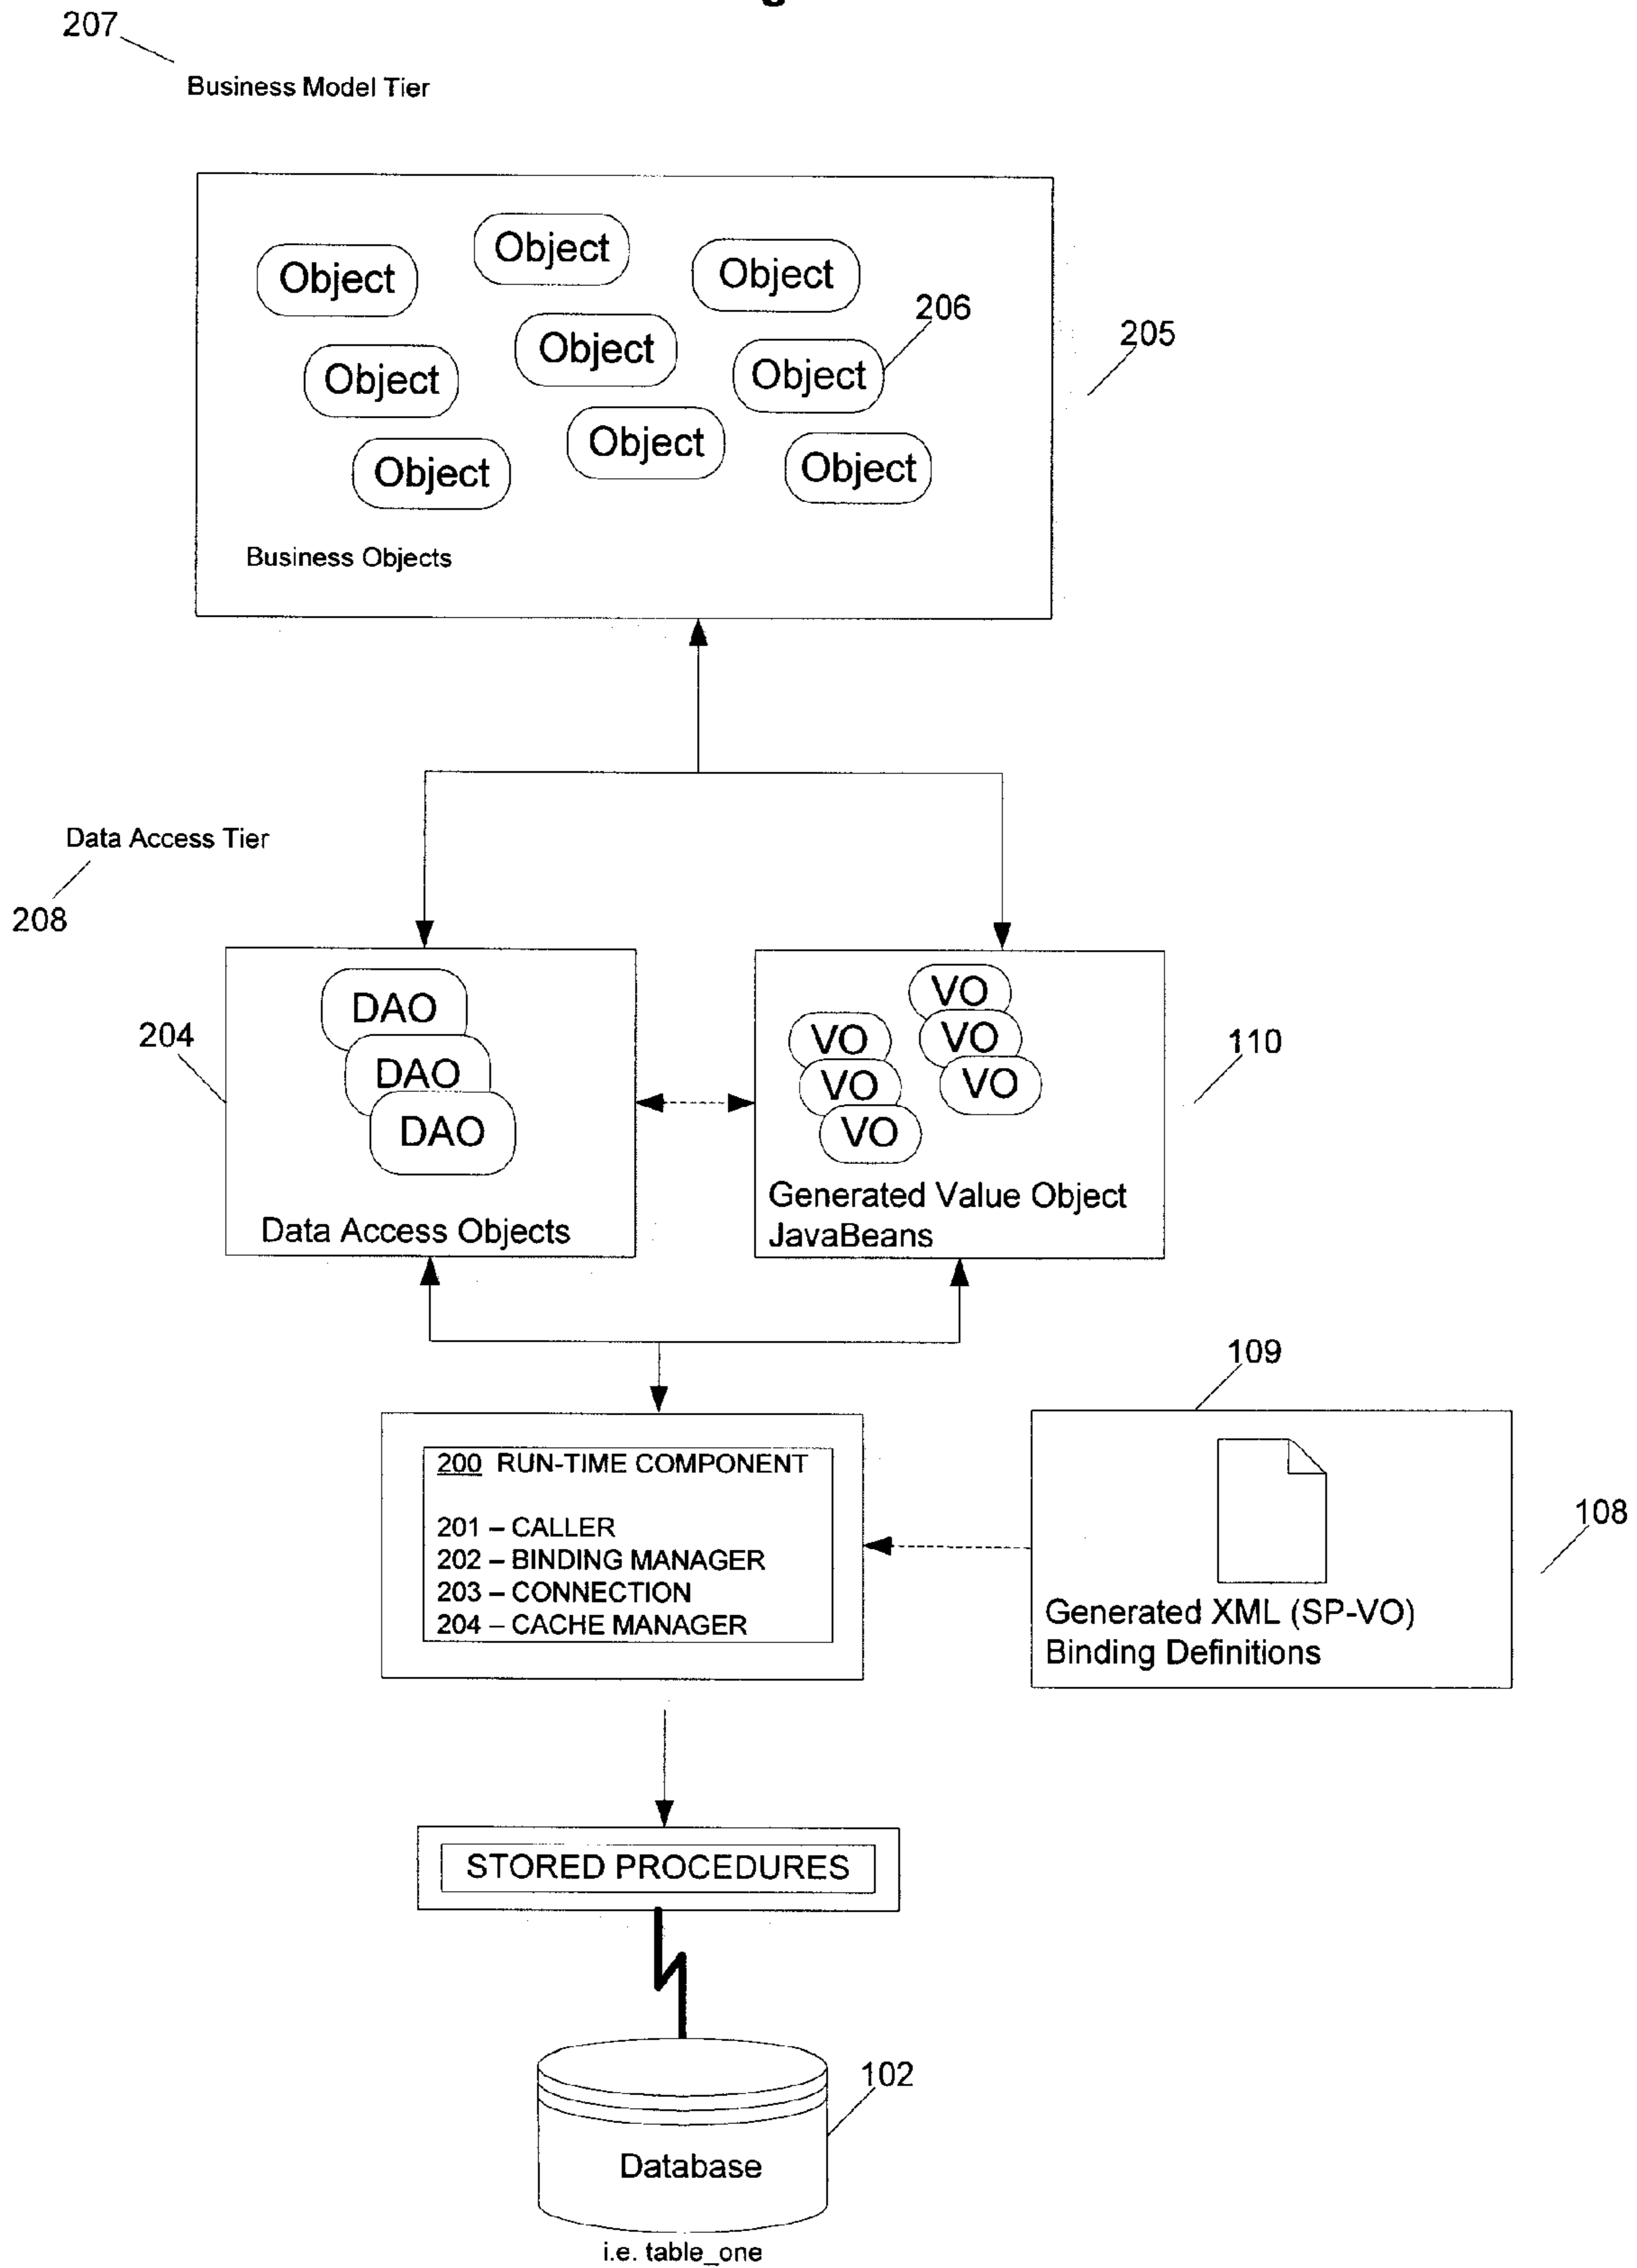 207
Business Model Tier
Object
Object
Object
206
205
Object
Object
Object
Object
Object
Object
Business Objects
Data Access Tier
208
204
DAO
DAO
DAO
Data Access Objects
VO
VO
VO
VO
VO
VO
Generated Value Object
JavaBeans
110
109
108
200 RUN-TIME COMPONENT
201 – CALLER
202 – BINDING MANAGER
203 – CONNECTION
204 – CACHE MANAGER
Generated XML (SP-VO)
Binding Definitions
STORED PROCEDURES
102
Database
i.e. table_one